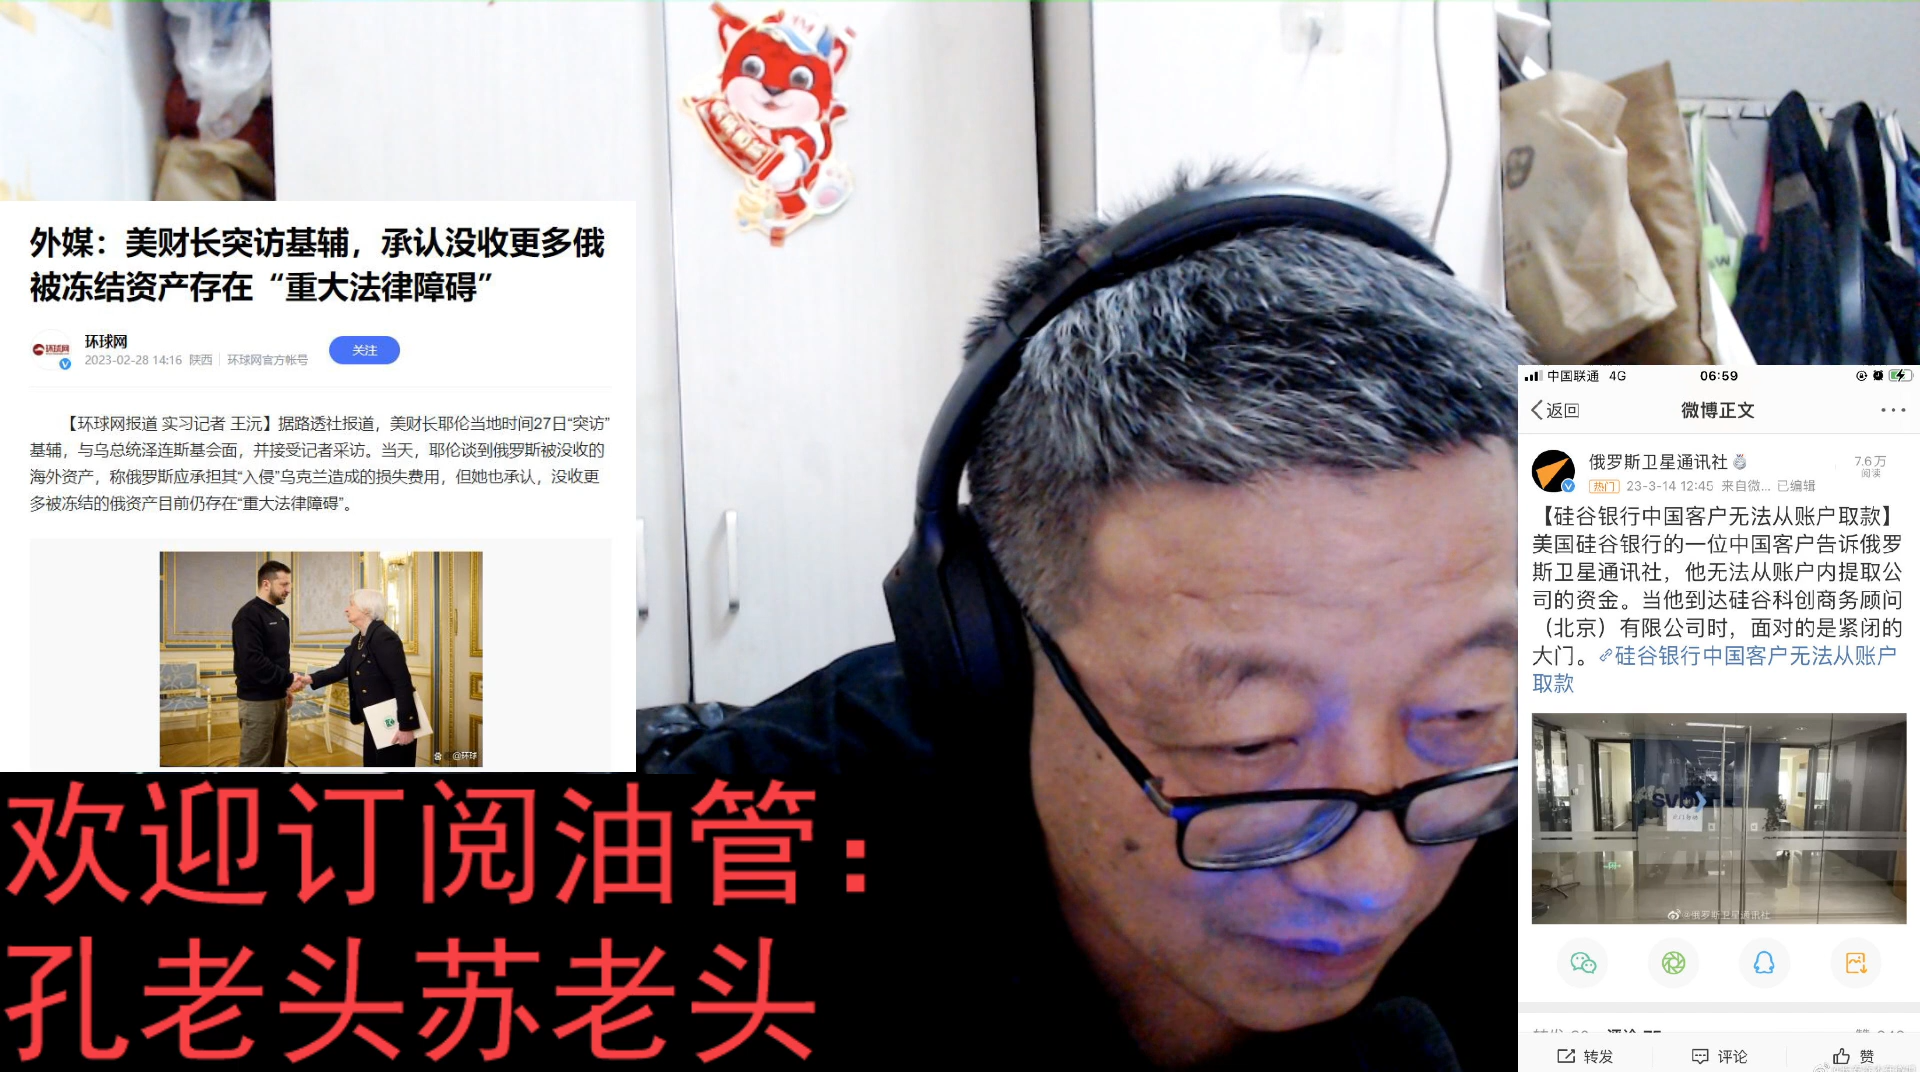 外媒：美财长突访基辅，承认没收更多俄
被冻结资产存在“重大法律障碍”
环球网
环球网
2023-02-28 14:16 陕西 环球网官方帐号
关注
【环球网报道 实习记者 王沅】据路透社报道，美财长耶伦当地时间27日“突访”
基辅，与乌总统泽连斯基会面，并接受记者采访。当天，耶伦谈到俄罗斯被没收的
海外资产，称俄罗斯应承担其“入侵”乌克兰造成的损失费用，但她也承认，没收更
多被冻结的俄资产目前仍存在“重大法律障碍”。
@环球
欢迎订阅油管：
孔老头苏老头
中国联通 4G 06:59
返回 微博正文
俄罗斯卫星通讯社
7.6万
阅读
热门 23-3-14 12:45 来自微... 已编辑
【硅谷银行中国客户无法从账户取款】
美国硅谷银行的一位中国客户告诉俄罗
斯卫星通讯社，他无法从账户内提取公
司的资金。当他到达硅谷科创商务顾问
（北京）有限公司时，面对的是紧闭的
大门。硅谷银行中国客户无法从账户
取款
svb
@俄罗斯卫星通讯社
转发 评论 赞